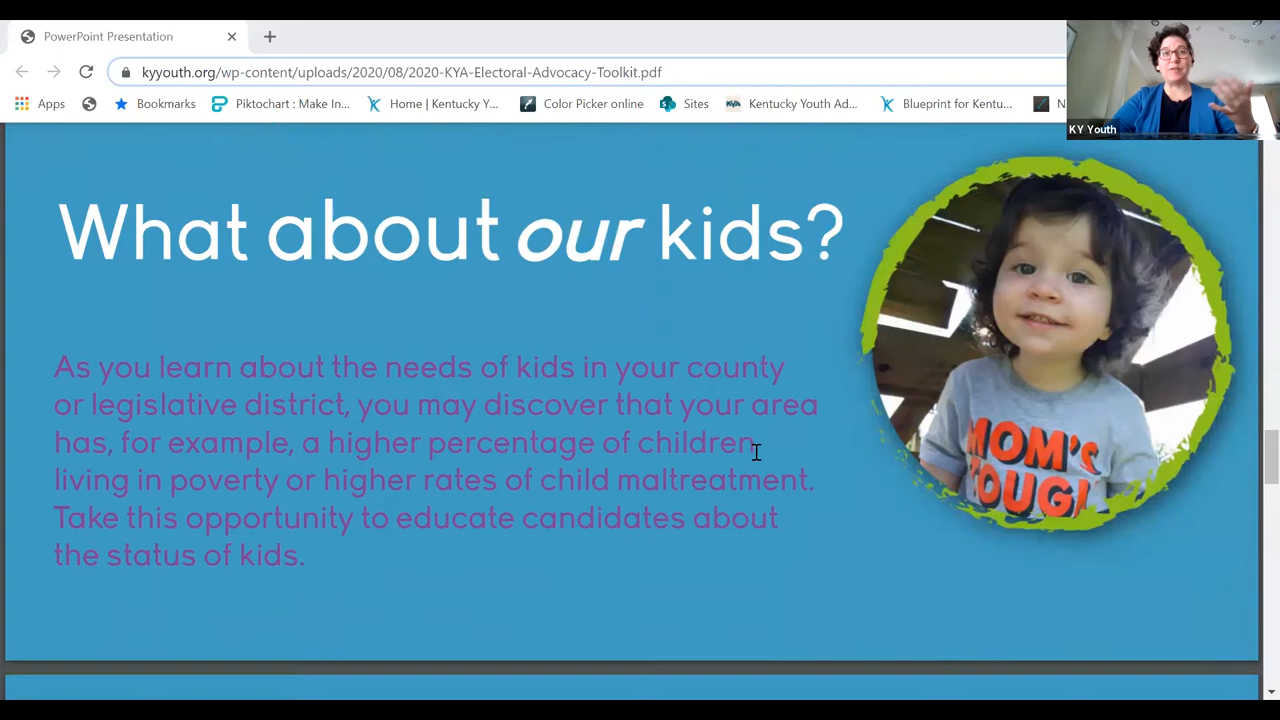 PowerPoint Presentation
kyyouth.org/wp-content/uploads/2020/08/2020-KYA-Electoral-Advocacy-Toolkit.pdf
Apps Bookmarks Piktochart : Make In... Home | Kentucky Y... Color Picker online Sites Kentucky Youth Ad... Blueprint for Kentu... N
KY Youth
What about our kids?
As you learn about the needs of kids in your county
or legislative district, you may discover that your area
has, for example, a higher percentage of children
living in poverty or higher rates of child maltreatment.
Take this opportunity to educate candidates about
the status of kids.
MOM'S
TOUGH